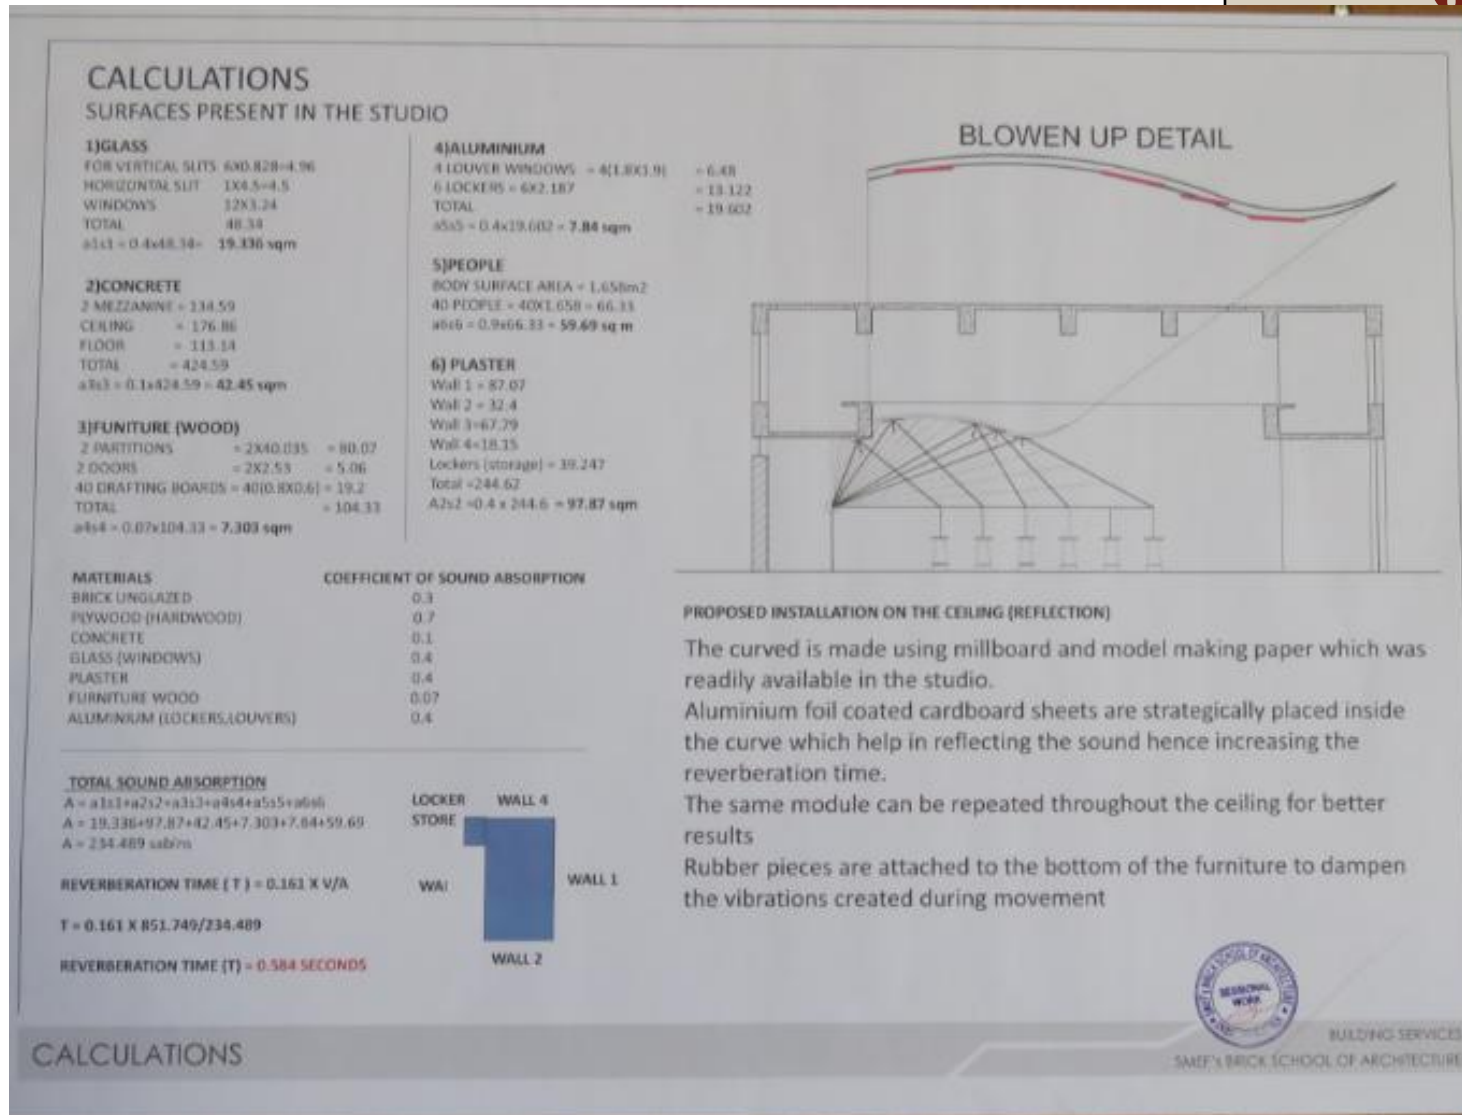 CALCULATIONS
SURFACES PRESENT IN THE STUDIO
1)GLASS
FOR VERTICAL SLITS 6X0.828=4.96
HORIZONTAL SLIT 1X4.5=4.5
WINDOWS 12X3.24
TOTAL 48.34
a1s1 = 0.4x48.34= 19.336 sqm
2)CONCRETE
2 MEZZANINE = 134.59
CEILING = 176.86
FLOOR = 113.14
TOTAL = 424.59
a3s3 = 0.1x424.59 = 42.45 sqm
3)FUNITURE (WOOD)
2 PARTITIONS = 2X40.035 = 80.07
2 DOORS = 2X2.53 = 5.06
40 DRAFTING BOARDS = 40(0.8X0.6) = 19.2
TOTAL = 104.33
a4s4 = 0.07x104.33 = 7.303 sqm
4)ALUMINIUM
4 LOUVER WINDOWS = 4(1.8X3.9) = 6.48
6 LOCKERS = 6X2.187 = 13.122
TOTAL = 19.602
a5s5 = 0.4x19.602 = 7.84 sqm
5)PEOPLE
BODY SURFACE AREA = 1.658m2
40 PEOPLE = 40X1.658 = 66.33
a6s6 = 0.9x66.33 = 59.69 sq m
6) PLASTER
Wall 1 = 87.07
Wall 2 = 32.4
Wall 3=67.79
Wall 4=18.15
Lockers (storage) = 39.247
Total =244.62
A2s2 =0.4 x 244.6 = 97.87 sqm
MATERIALS COEFFICIENT OF SOUND ABSORPTION
BRICK UNGLAZED 0.3
PLYWOOD (HARDWOOD) 0.7
CONCRETE 0.1
GLASS (WINDOWS) 0.4
PLASTER 0.4
FURNITURE WOOD 0.07
ALUMINIUM (LOCKERS,LOUVERS) 0.4
TOTAL SOUND ABSORPTION
A = a1s1+a2s2+a3s3+a4s4+a5s5+a6s6
A = 19.336+97.87+42.45+7.303+7.84+59.69
A = 234.489 sabins
REVERBERATION TIME ( T ) = 0.161 X V/A
T = 0.161 X 851.749/234.489
REVERBERATION TIME (T) = 0.584 SECONDS
LOCKER STORE
WALL 4
WAI
WALL 1
WALL 2
BLOWEN UP DETAIL
PROPOSED INSTALLATION ON THE CEILING (REFLECTION)
The curved is made using millboard and model making paper which was
readily available in the studio.
Aluminium foil coated cardboard sheets are strategically placed inside
the curve which help in reflecting the sound hence increasing the
reverberation time.
The same module can be repeated throughout the ceiling for better
results
Rubber pieces are attached to the bottom of the furniture to dampen
the vibrations created during movement
SESSIONAL
WORK
CALCULATIONS
BUILDING SERVICES
SMEF's BRICK SCHOOL OF ARCHITECTURE